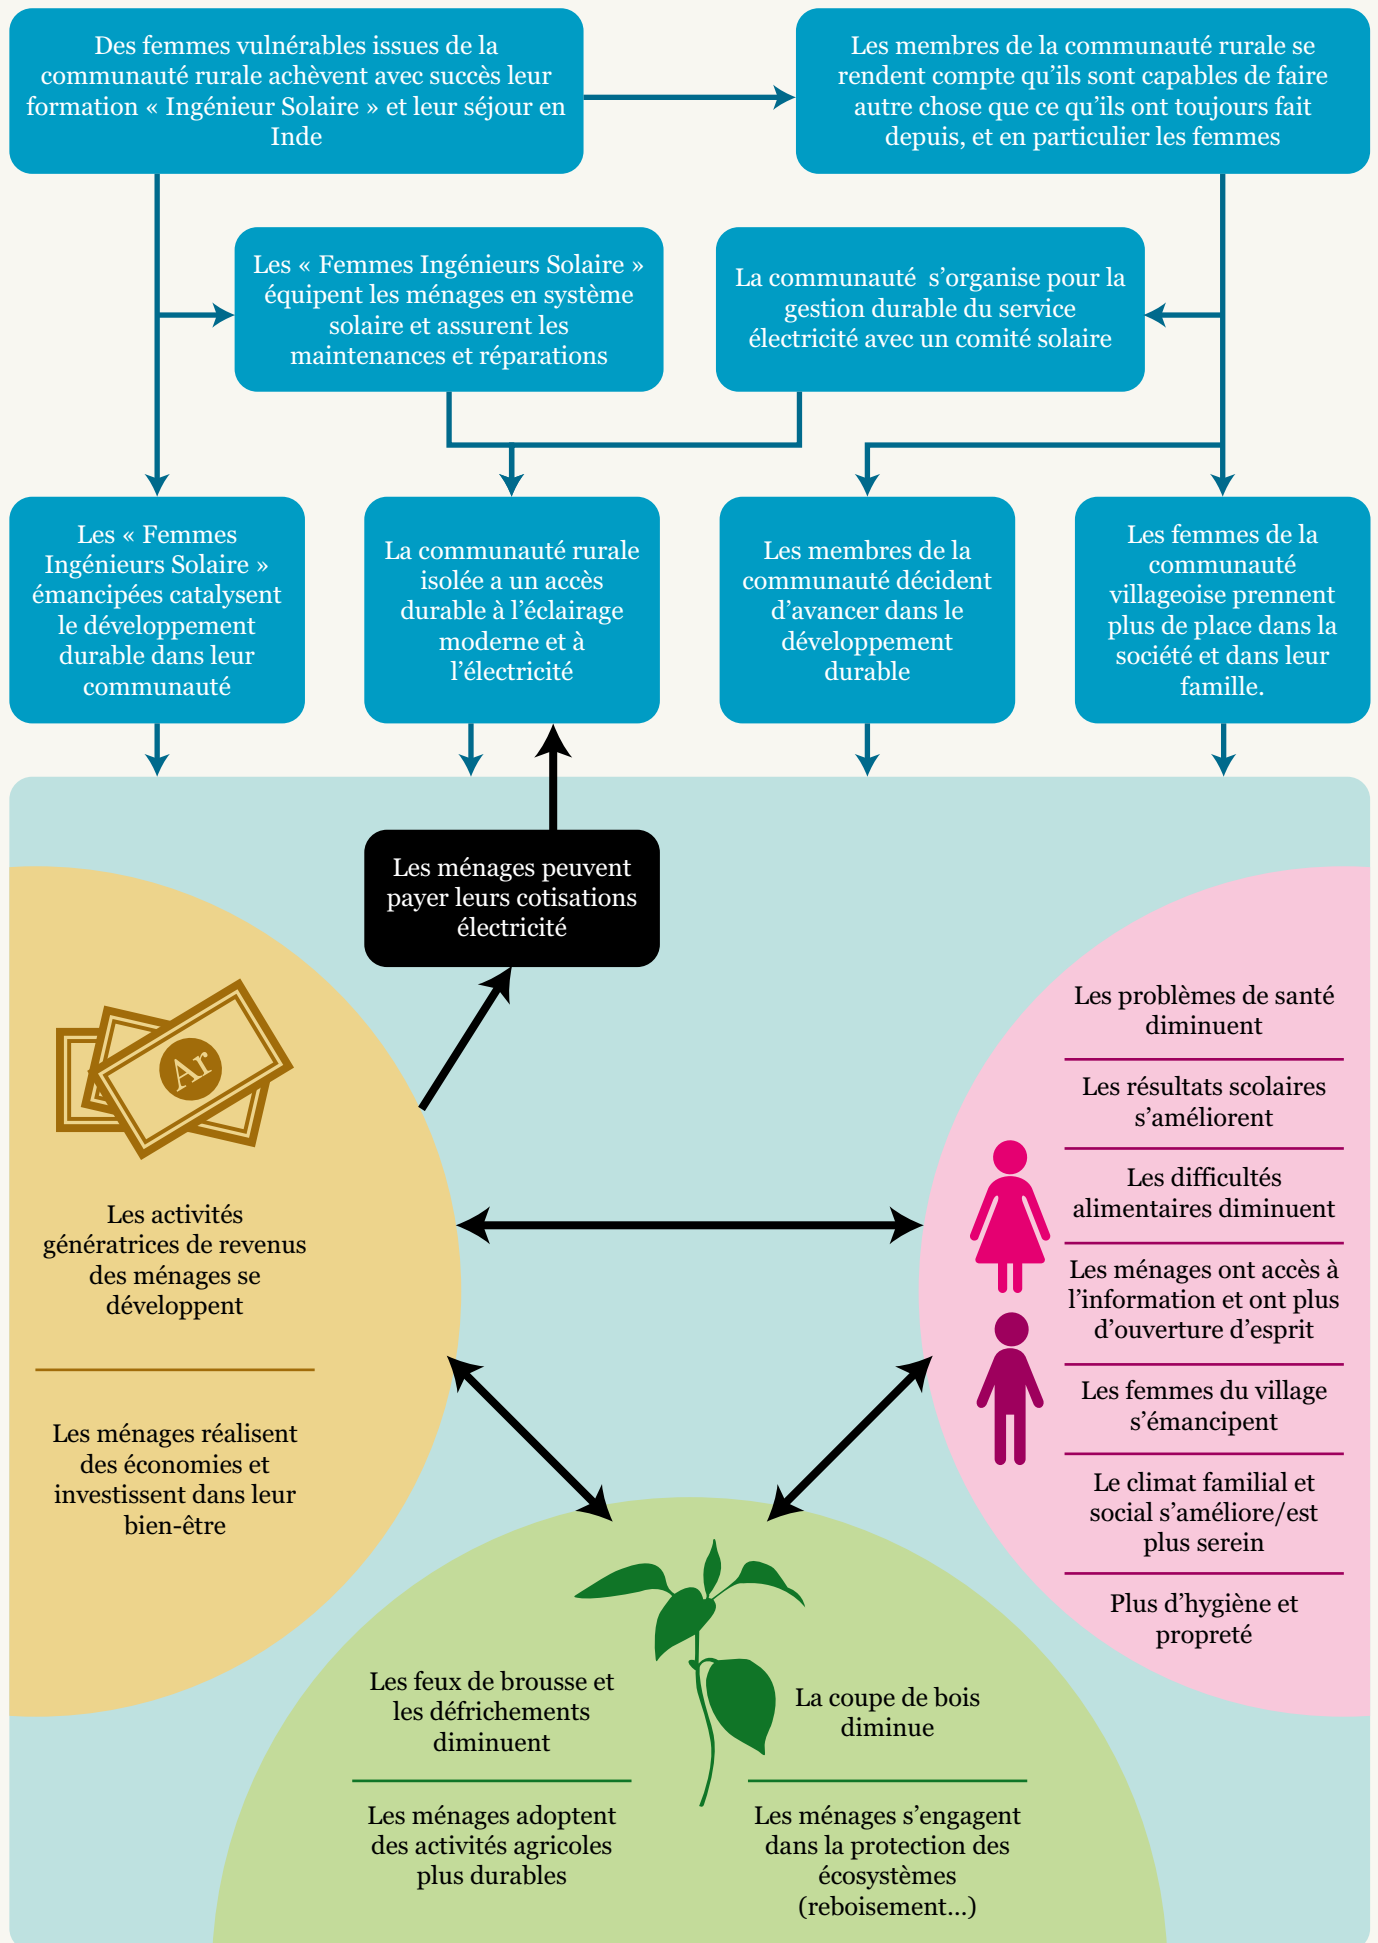 Des femmes vulnérables issues de la
communauté rurale achèvent avec succès leur
formation « Ingénieur Solaire » et leur séjour en
Inde
Les membres de la communauté rurale se
rendent compte qu’ils sont capables de faire
autre chose que ce qu’ils ont toujours fait
depuis, et en particulier les femmes
Les « Femmes Ingénieurs Solaire »
équipent les ménages en système
solaire et assurent les
maintenances et réparations
La communauté s’organise pour la
gestion durable du service
électricité avec un comité solaire
Les « Femmes
Ingénieurs Solaire »
émancipées catalysent
le développement
durable dans leur
communauté
La communauté rurale
isolée a un accès
durable à l’éclairage
moderne et à
l’électricité
Les membres de la
communauté décident
d’avancer dans le
développement
durable
Les femmes de la
communauté
villageoise prennent
plus de place dans la
société et dans leur
famille.
Les ménages peuvent
payer leurs cotisations
électricité
Ar
Les activités
génératrices de revenus
des ménages se
développent
Les ménages réalisent
des économies et
investissent dans leur
bien-être
Les problèmes de santé
diminuent
Les résultats scolaires
s’améliorent
Les difficultés
alimentaires diminuent
Les ménages ont accès à
l’information et ont plus
d’ouverture d’esprit
Les femmes du village
s’émancipent
Le climat familial et
social s’améliore/est
plus serein
Plus d’hygiène et
propreté
Les feux de brousse et
les défrichements
diminuent
Les ménages adoptent
des activités agricoles
plus durables
La coupe de bois
diminue
Les ménages s’engagent
dans la protection des
écosystèmes
(reboisement...)